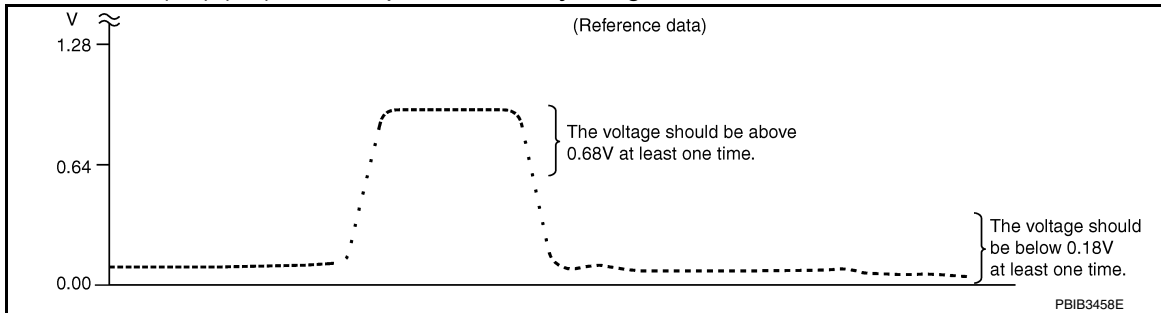 V
(Reference data)
1.28
The voltage should be above
0.68V at least one time.
0.64
The voltage should
be below 0.18V
at least one time.
0.00
PBIB3458E